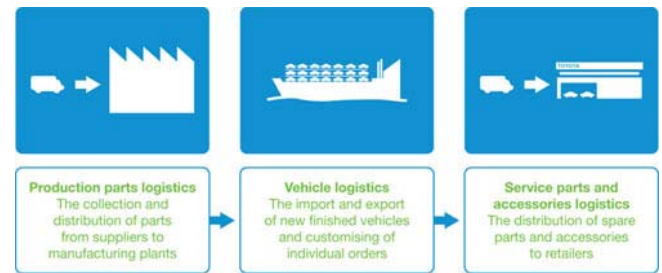 TOYOTA
Production parts logistics
The collection and
distribution of parts
from suppliers to
manufacturing plants
Vehicle logistics
The import and export
of new finished vehicles
and customising of
individual orders
Service parts and
accessories logistics
The distribution of spare
parts and accessories
to retailers